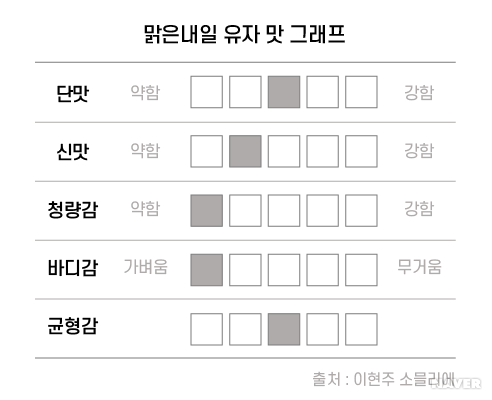 맑은내일 유자 맛 그래프
단맛 약함 강함
신맛 약함 강함
청량감 약함 강함
바디감 가벼움 무거움
균형감
출처 : 이현주 소믈리에
NAVER